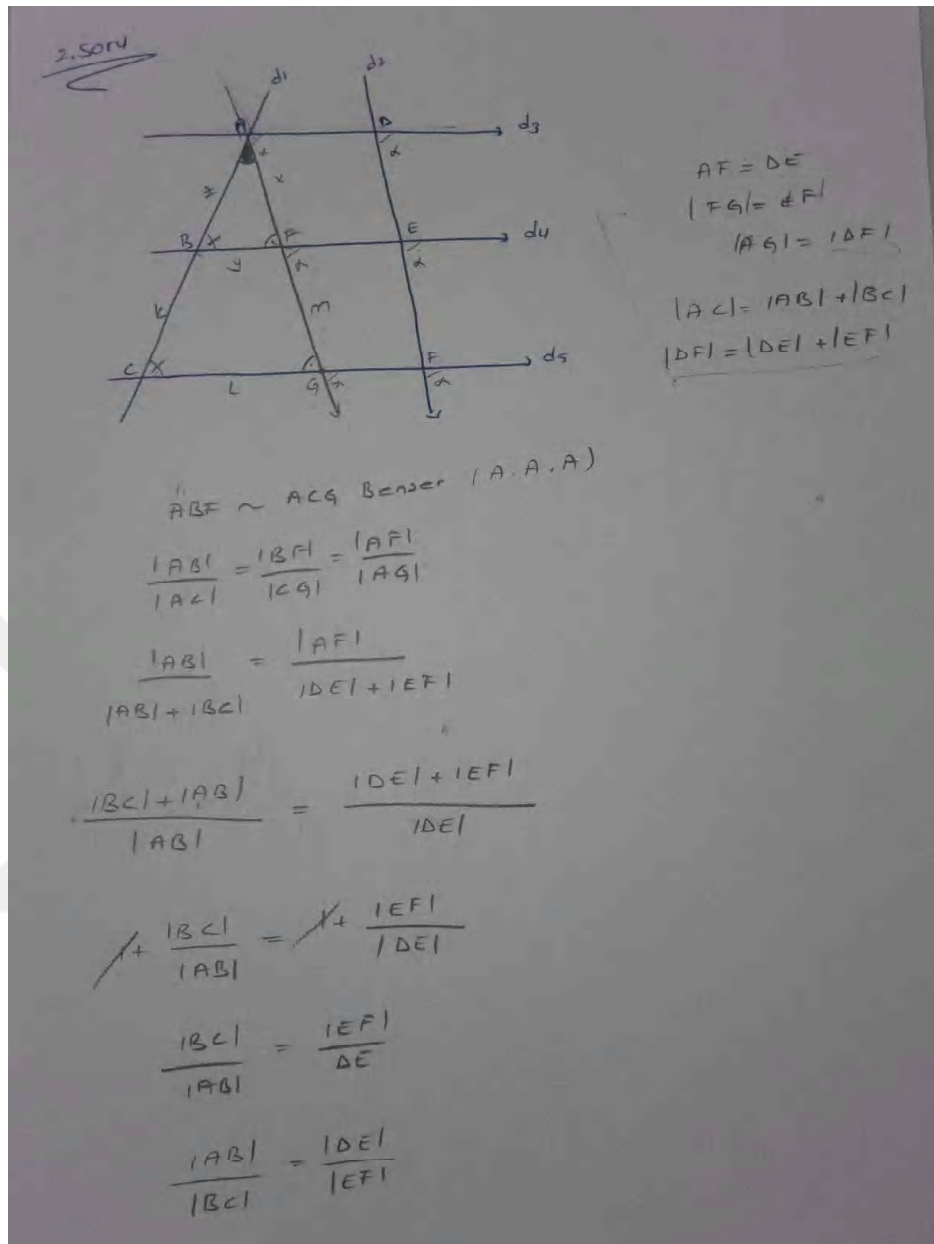 2. Soru
d1
d2
A
D
d3
α
x
α
B
x
F
E
d4
y
α
α
k
m
C
x
G
F
d5
L
α
α
AF = DE
|FG| = EF|
|AG| = |DF|
|AC| = |AB| + |BC|
|DF| = |DE| + |EF|
ABF ~ ACG Benzer (A.A.A)
|AB| / |AC| = |BF| / |CG| = |AF| / |AG|
|AB| / |AB| + |BC| = |AF| / |DE| + |EF|
|BC| + |AB| / |AB| = |DE| + |EF| / |DE|
1 + |BC| / |AB| = 1 + |EF| / |DE|
|BC| / |AB| = |EF| / DE
|AB| / |BC| = |DE| / |EF|